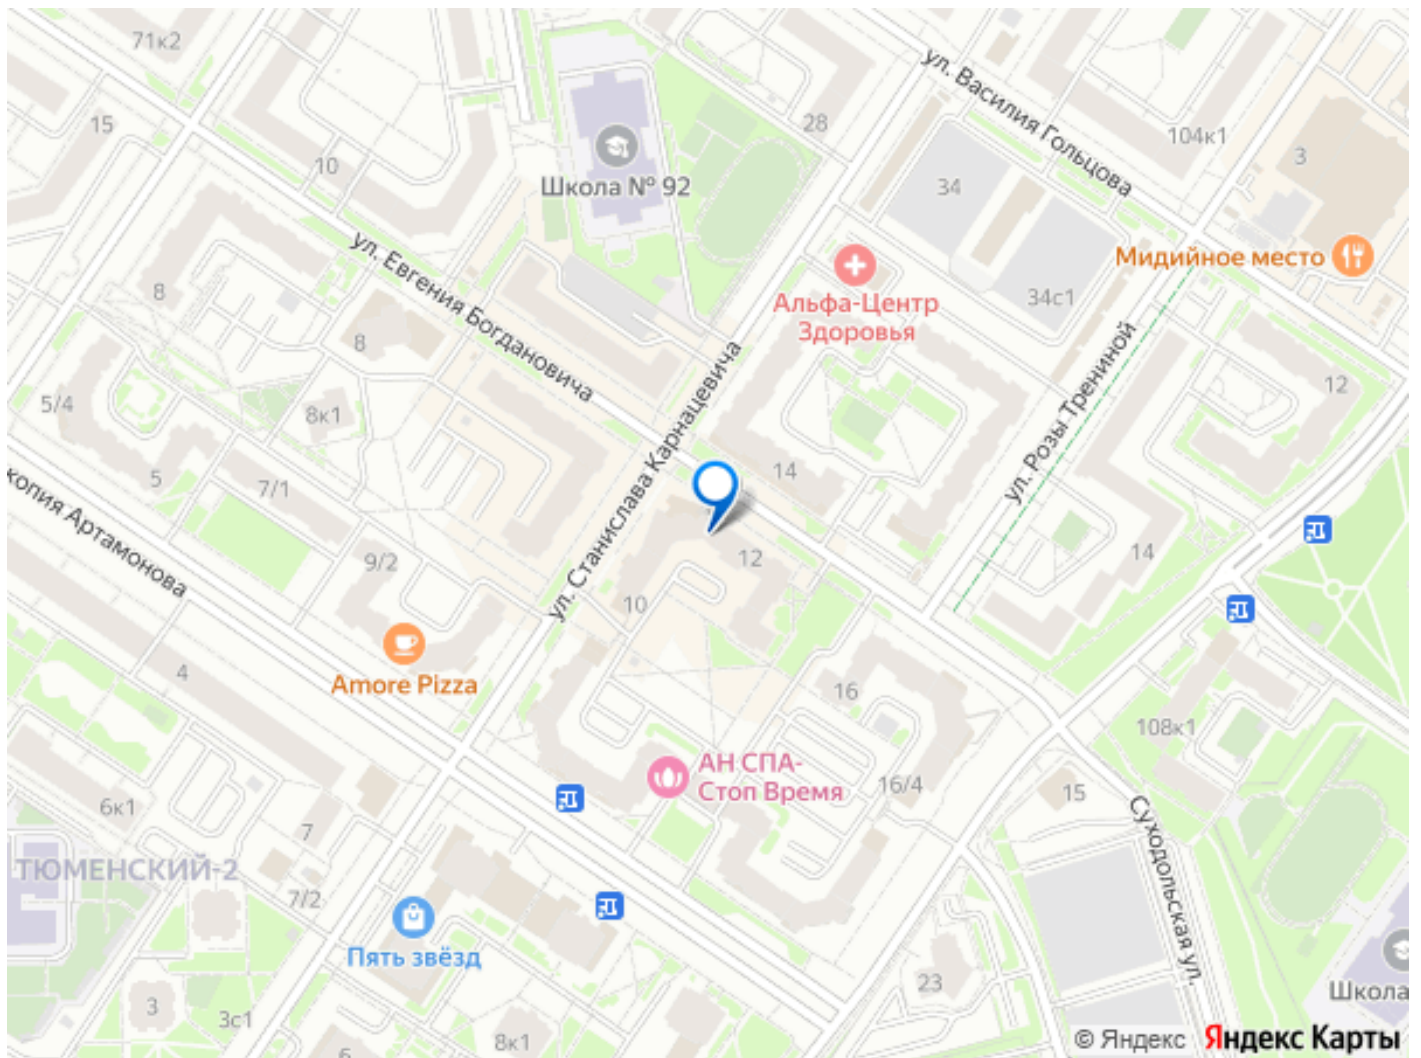 71к2
15
10
28
ул. Василия Гольцова
104к1
3
Школа № 92
34
34с1
Мидийное место
Альфа-Центр
Здоровья
ул. Евгения Богдановича
8
8
8к1
5/4
5
7/1
9/2
ул. Станислава Карнацевича
ул. Розы Трениной
12
14
14
12
10
копия Артамонова
4
Amore Pizza
16
16/4
108к1
15
АН СПА-
Стоп Время
Суходольская ул.
6к1
7
7/2
ТЮМЕНСКИЙ-2
Пять звёзд
3
3с1
6
8к1
23
Школа
© Яндекс Яндекс Карты